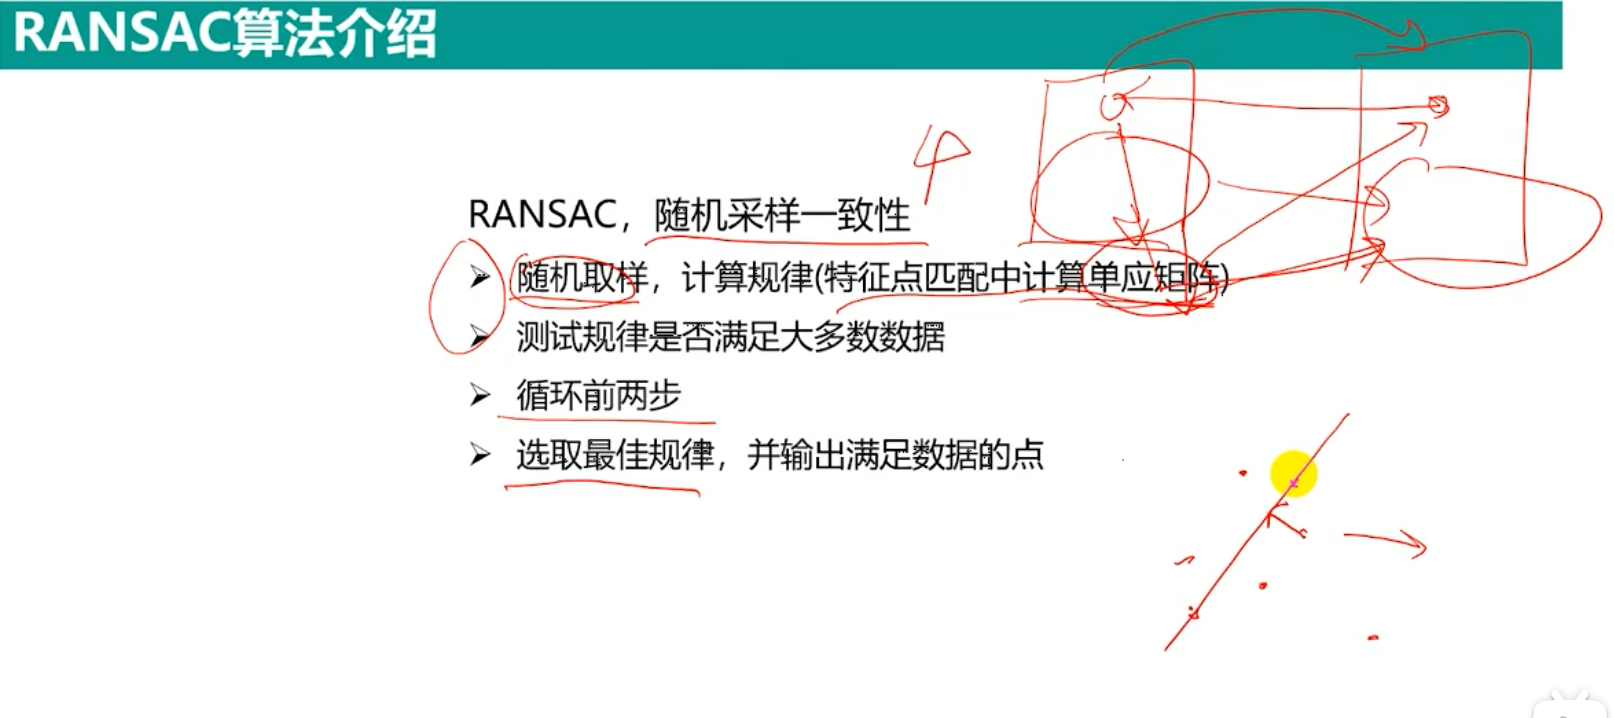 RANSAC算法介绍
4
RANSAC，随机采样一致性
➢ 随机取样，计算规律(特征点匹配中计算单应矩阵)
➢ 测试规律是否满足大多数数据
➢ 循环前两步
➢ 选取最佳规律，并输出满足数据的点